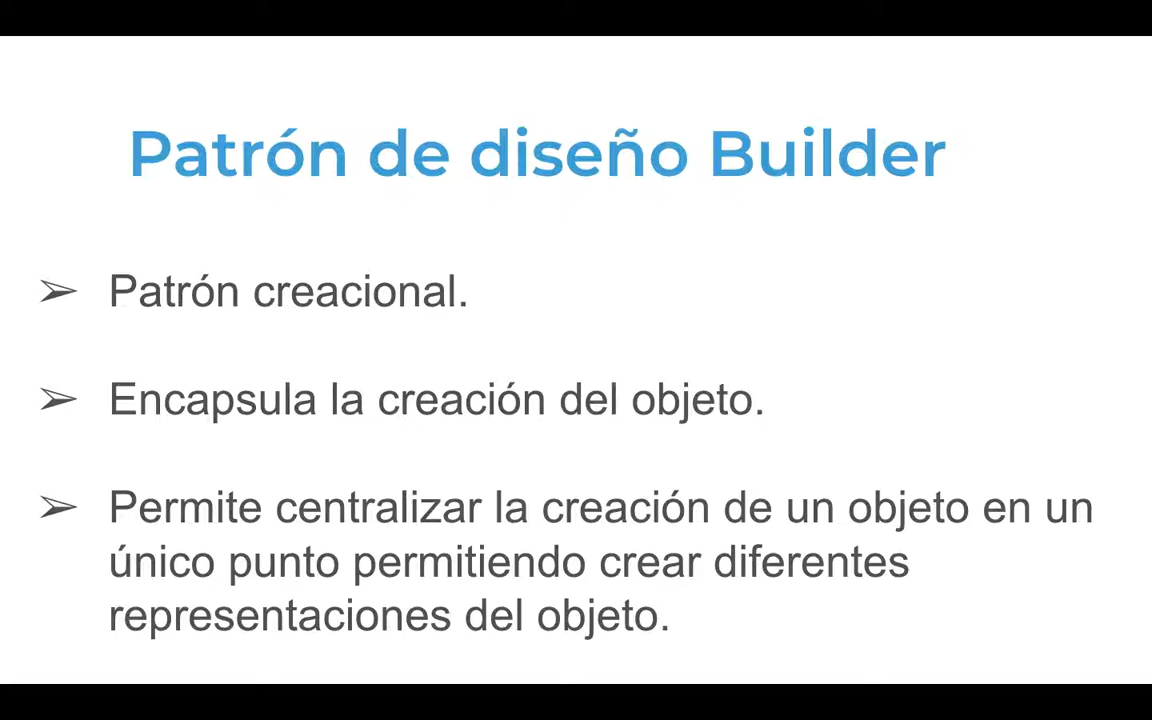 Patrón de diseño Builder
➢ Patrón creacional.
➢ Encapsula la creación del objeto.
➢ Permite centralizar la creación de un objeto en un
único punto permitiendo crear diferentes
representaciones del objeto.